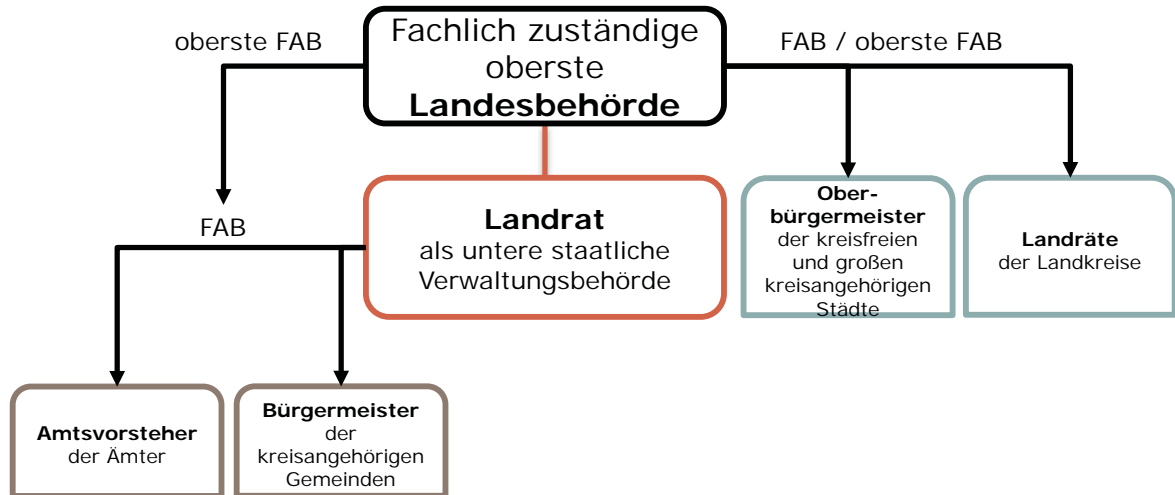 oberste FAB
Fachlich zuständige
oberste
Landesbehörde
FAB / oberste FAB
FAB
Landrat
als untere staatliche
Verwaltungsbehörde
Ober-
bürgermeister
der kreisfreien
und großen
kreisangehörigen
Städte
Landräte
der Landkreise
Amtsvorsteher
der Ämter
Bürgermeister
der
kreisangehörigen
Gemeinden